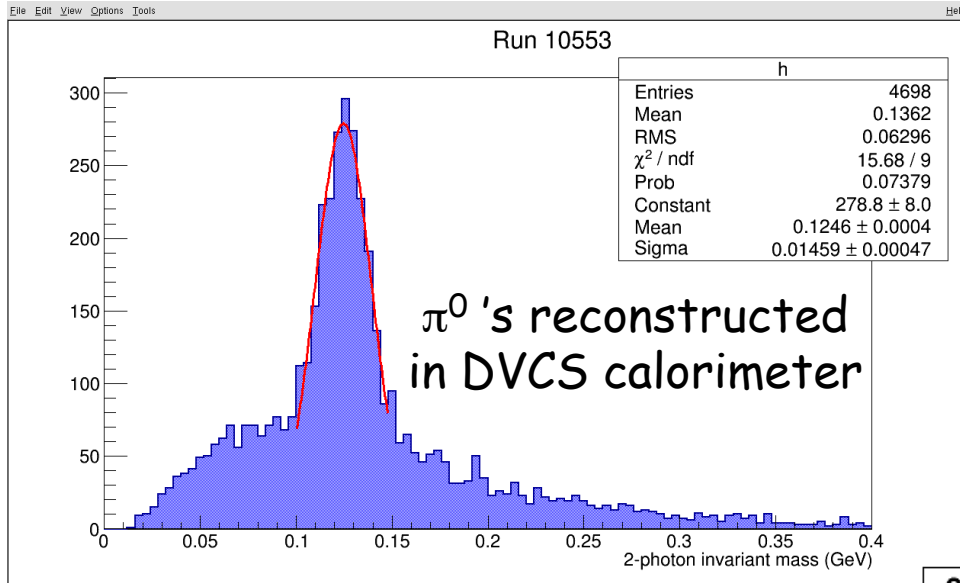 File Edit View Options Tools
Run 10553
h
Entries 4698
Mean 0.1362
RMS 0.06296
χ² / ndf 15.68 / 9
Prob 0.07379
Constant 278.8 ± 8.0
Mean 0.1246 ± 0.0004
Sigma 0.01459 ± 0.00047
300
250
200
150
100
50
0
π⁰ 's reconstructed
in DVCS calorimeter
0 0.05 0.1 0.15 0.2 0.25 0.3 0.35 0.4
2-photon invariant mass (GeV)